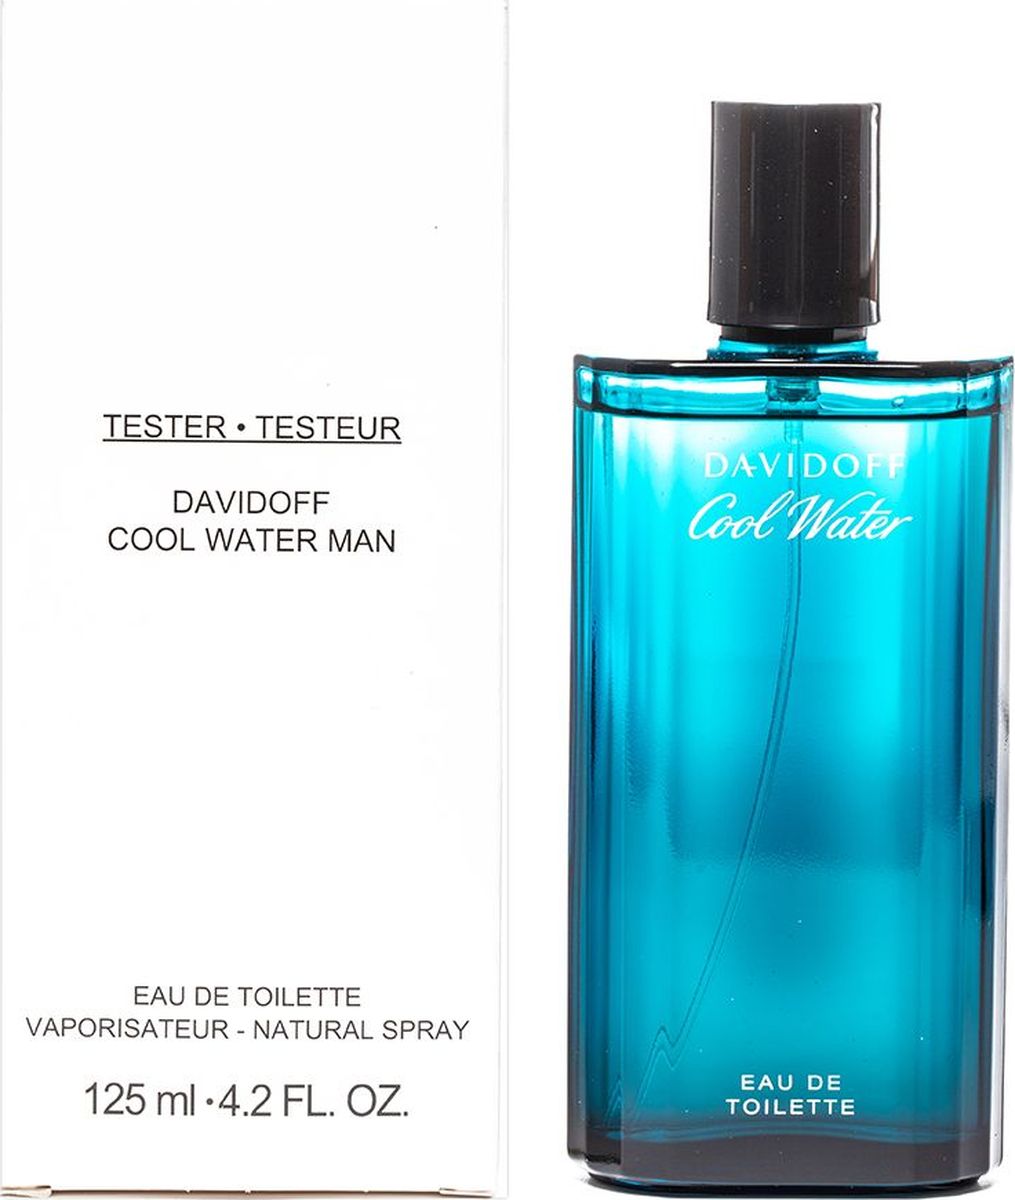 TESTER • TESTEUR
DAVIDOFF
COOL WATER MAN
EAU DE TOILETTE
VAPORISATEUR - NATURAL SPRAY
125 ml • 4.2 FL. OZ.
DAVIDOFF
Cool Water
EAU DE
TOILETTE